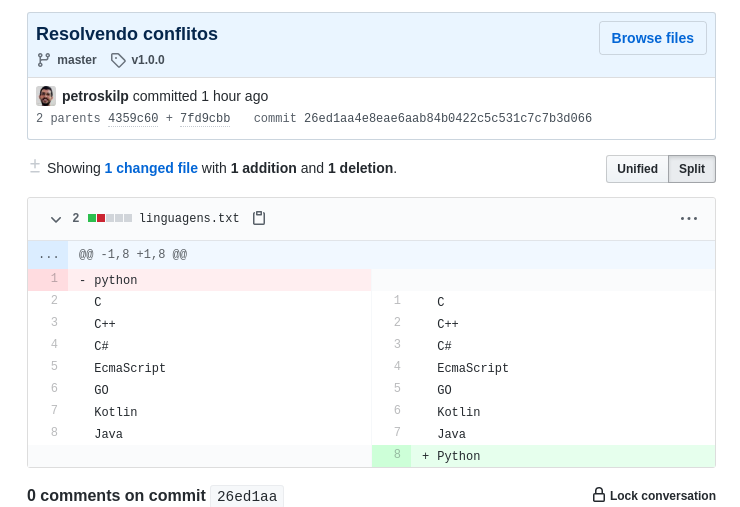 Resolvendo conflitos
Browse files
master v1.0.0
petroskilp committed 1 hour ago
2 parents 4359c60 + 7fd9cbb commit 26ed1aa4e8eae6aab84b0422c5c531c7c7b3d066
Showing 1 changed file with 1 addition and 1 deletion.
Unified Split
2 linguagens.txt
... @@ -1,8 +1,8 @@
1 - python
2 C 1 C
3 C++ 2 C++
4 C# 3 C#
5 EcmaScript 4 EcmaScript
6 GO 5 GO
7 Kotlin 6 Kotlin
8 Java 7 Java
8 + Python
0 comments on commit 26ed1aa
Lock conversation